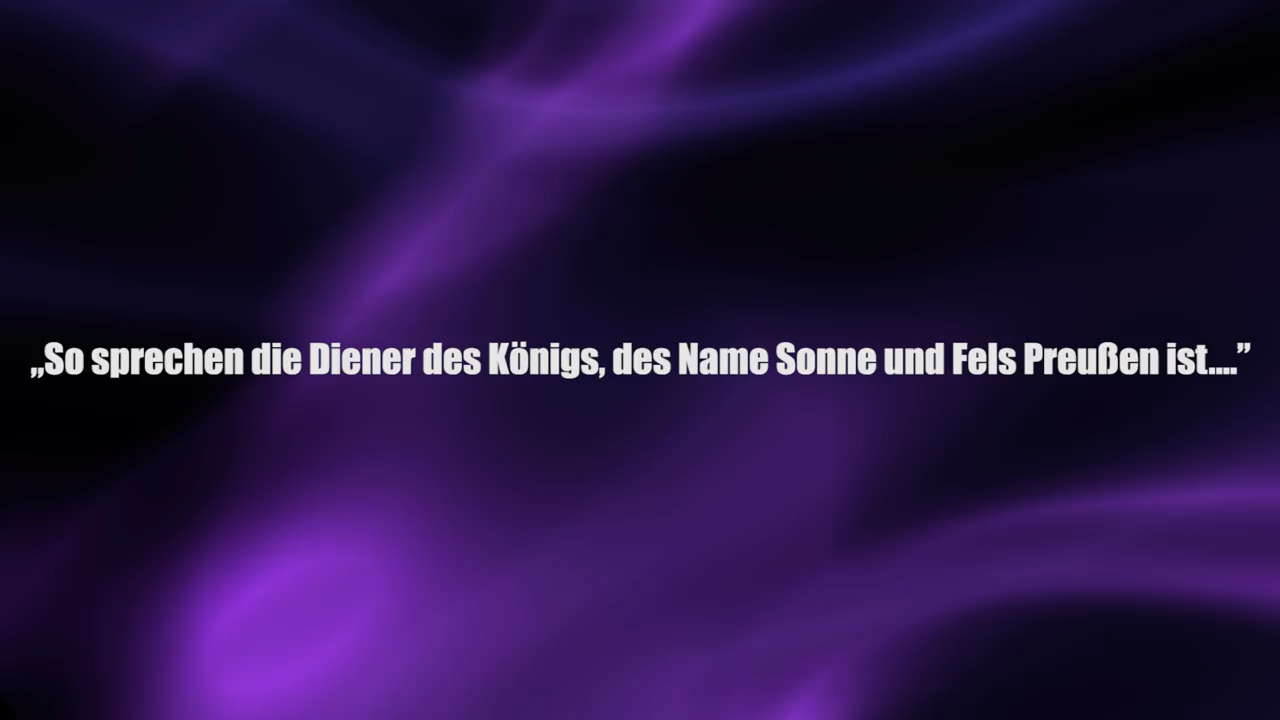 „So sprechen die Diener des Königs, des Name Sonne und Fels Preußen ist....”